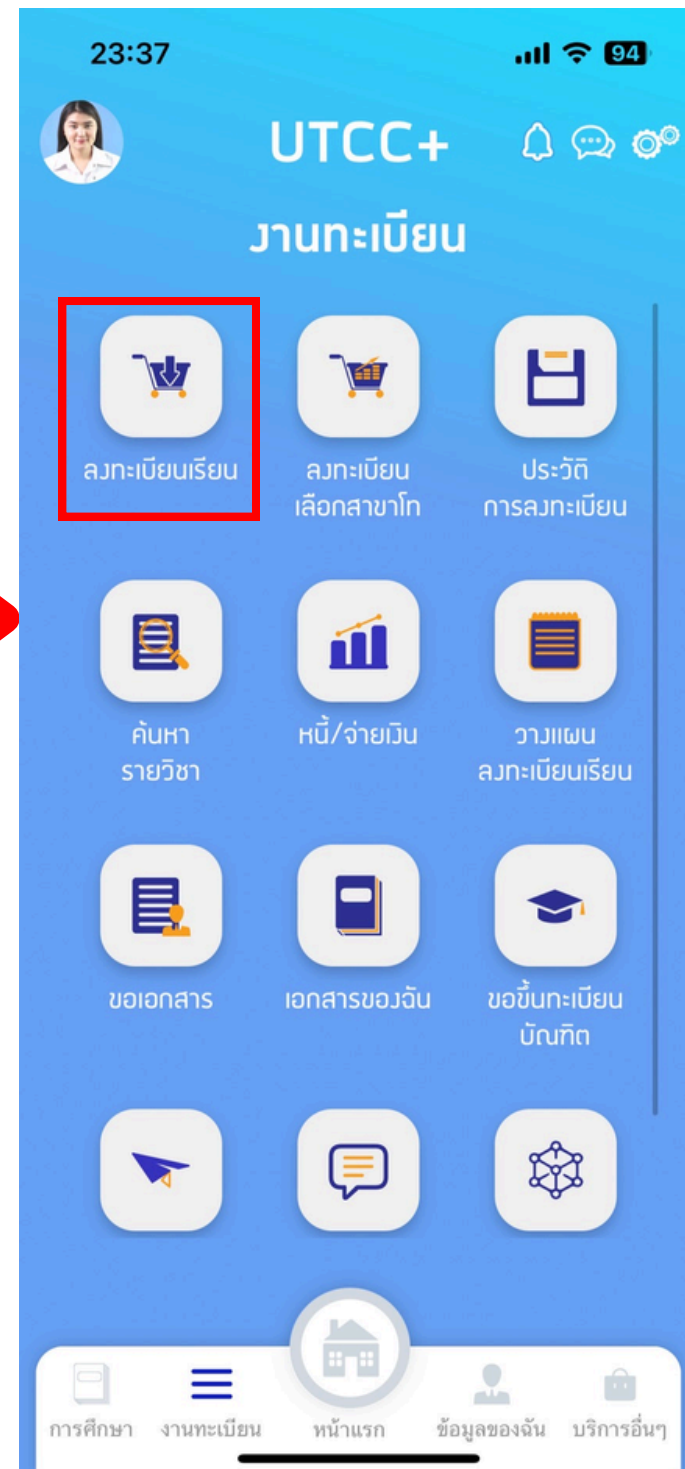 23:37
94
UTCC+
งานทะเบียน
ลงทะเบียนเรียน
ลงทะเบียน
เลือกสาขาโท
ประวัติ
การลงทะเบียน
ค้นหา
รายวิชา
หนี้/จ่ายเงิน
วางแผน
ลงทะเบียนเรียน
ขอเอกสาร
เอกสารของฉัน
ขอขึ้นทะเบียน
บัณฑิต
การศึกษา
งานทะเบียน
หน้าแรก
ข้อมูลของฉัน
บริการอื่นๆ